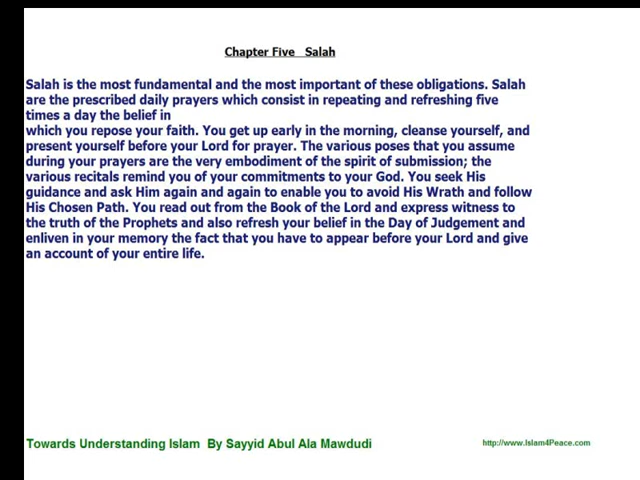 Chapter Five   Salah
Salah is the most fundamental and the most important of these obligations. Salah
are the prescribed daily prayers which consist in repeating and refreshing five
times a day the belief in
which you repose your faith. You get up early in the morning, cleanse yourself, and
present yourself before your Lord for prayer. The various poses that you assume
during your prayers are the very embodiment of the spirit of submission; the
various recitals remind you of your commitments to your God. You seek His
guidance and ask Him again and again to enable you to avoid His Wrath and follow
His Chosen Path. You read out from the Book of the Lord and express witness to
the truth of the Prophets and also refresh your belief in the Day of Judgement and
enliven in your memory the fact that you have to appear before your Lord and give
an account of your entire life.
Towards Understanding Islam  By Sayyid Abul Ala Mawdudi
http://www.Islam4Peace.com